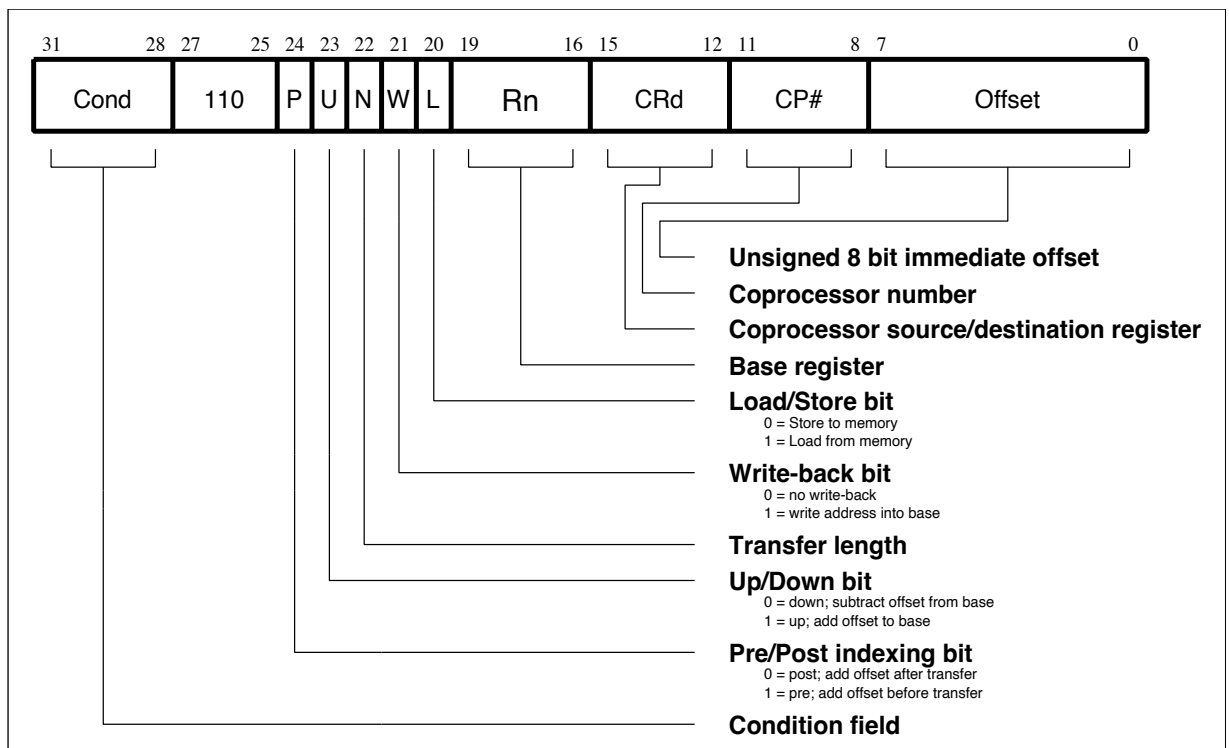 31 28 27 25 24 23 22 21 20 19 16 15 12 11 8 7 0
Cond 110 P U N W L Rn CRd CP# Offset
Unsigned 8 bit immediate offset
Coprocessor number
Coprocessor source/destination register
Base register
Load/Store bit
0 = Store to memory
1 = Load from memory
Write-back bit
0 = no write-back
1 = write address into base
Transfer length
Up/Down bit
0 = down; subtract offset from base
1 = up; add offset to base
Pre/Post indexing bit
0 = post; add offset after transfer
1 = pre; add offset before transfer
Condition field